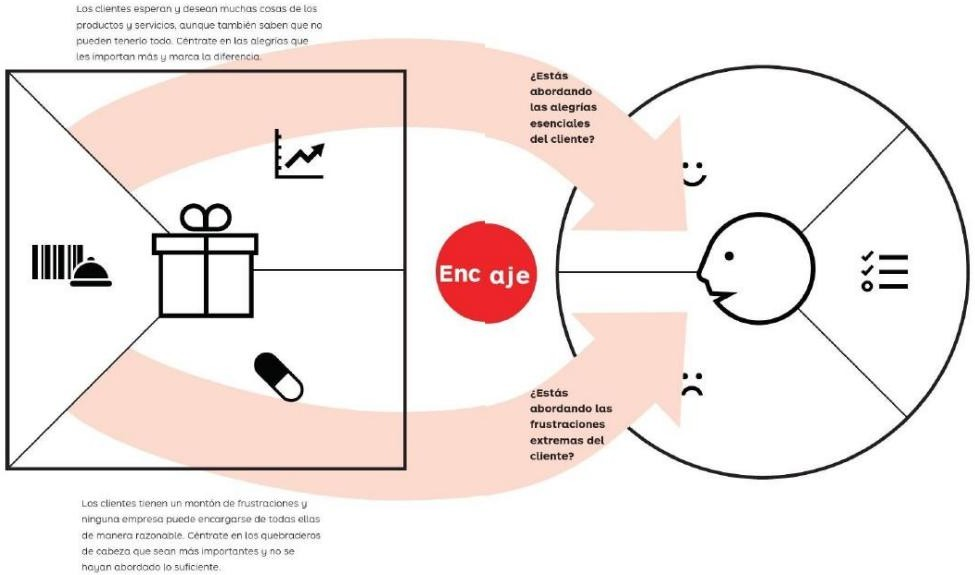 Los clientes esperan y desean muchas cosas de los
productos y servicios, aunque también saben que no
pueden tenerlo todo. Céntrate en las alegrías que
les importan más y marca la diferencia.
¿Estás
abordando
las alegrías
esenciales
del cliente?
Enc aje
¿Estás
abordando las
frustraciones
extremas del
cliente?
Los clientes tienen un montón de frustraciones y
ninguna empresa puede encargarse de todas ellas
de manera razonable. Céntrate en los quebraderos
de cabeza que sean más importantes y no se
hayan abordado lo suficiente.